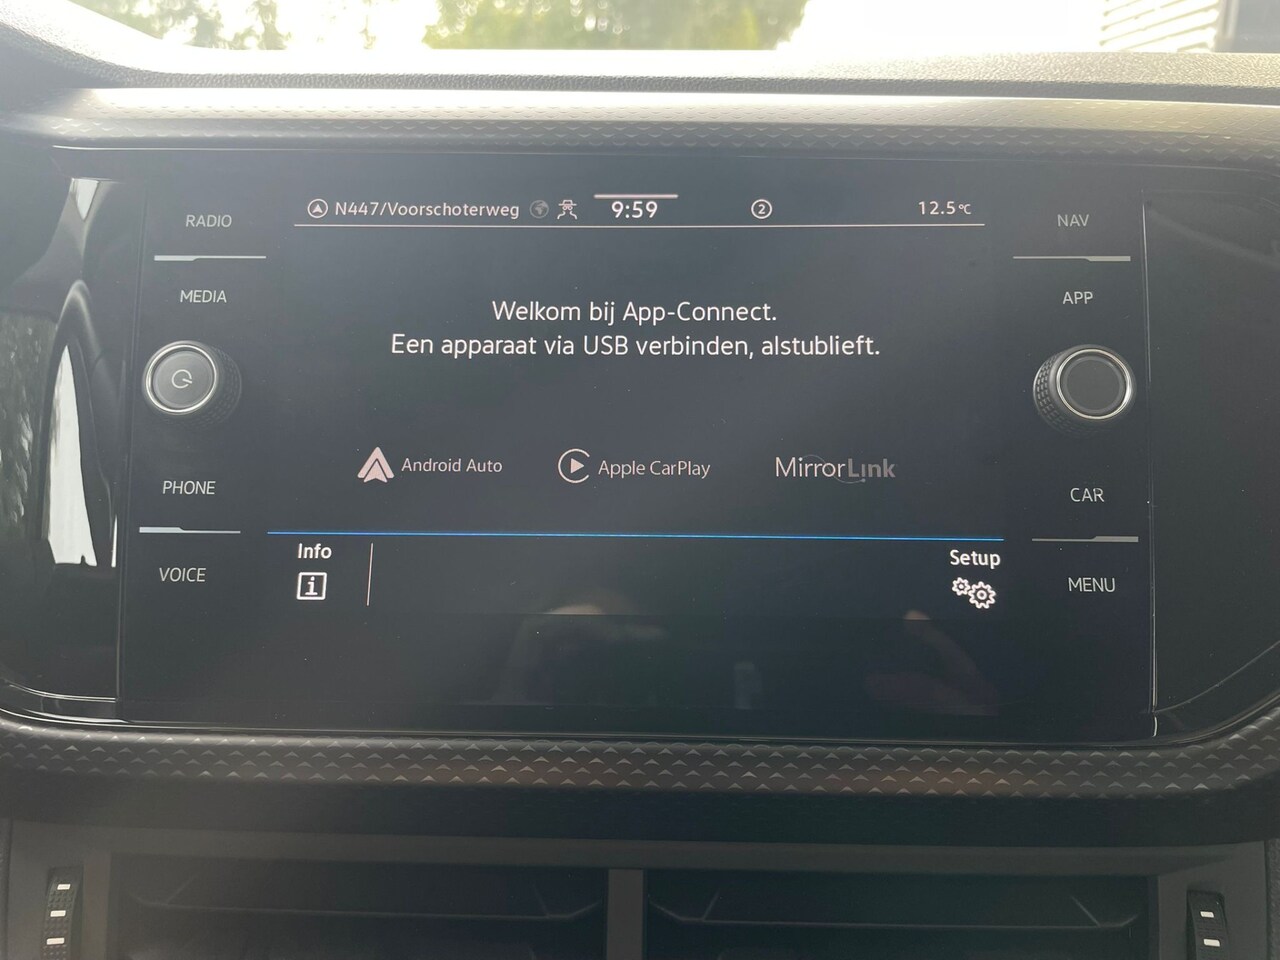 RADIO
MEDIA
PHONE
VOICE
N447/Voorschoterweg 9:59 2 12.5°C
Welkom bij App-Connect.
Een apparaat via USB verbinden, alstublieft.
Android Auto Apple CarPlay MirrorLink
Info Setup
i
NAV
APP
CAR
MENU